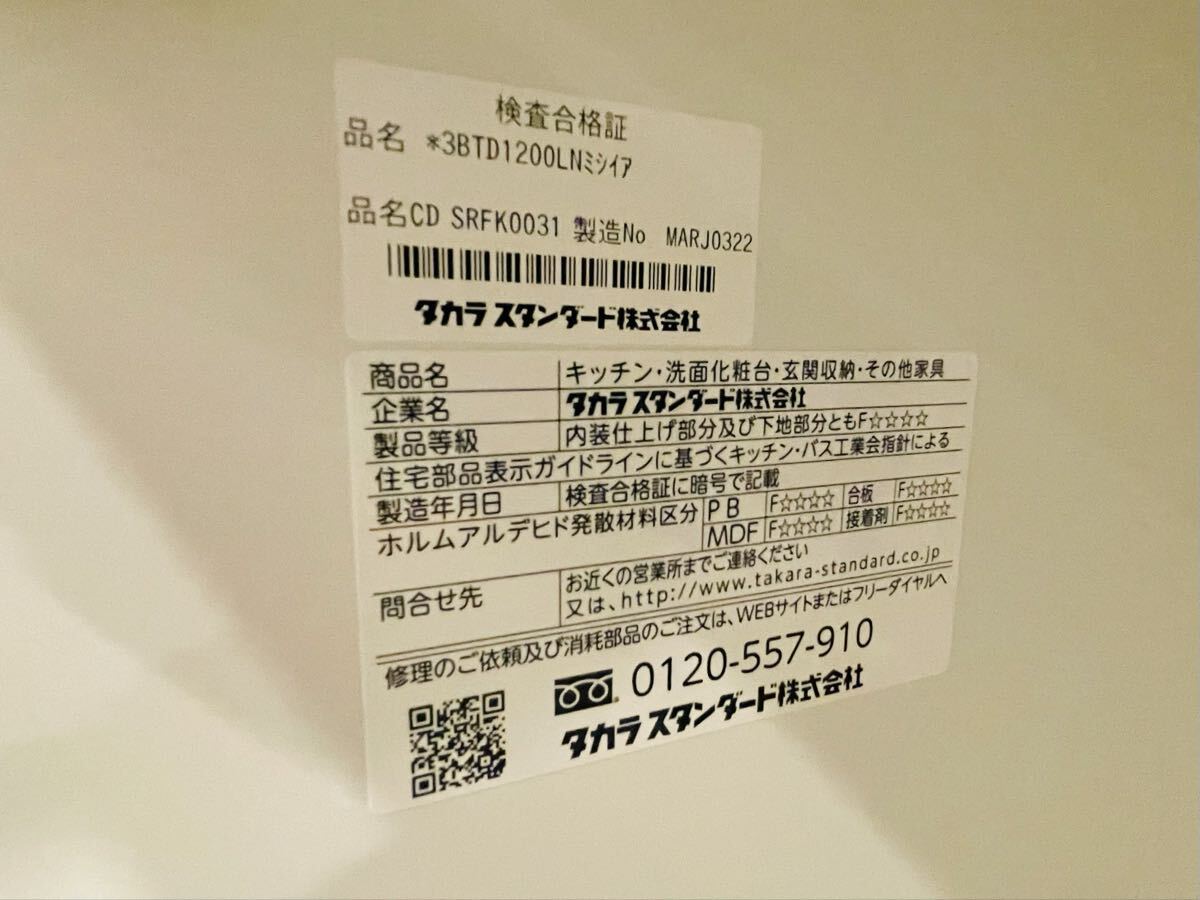 検査合格証
品名 *3BTD1200LNミシイア
品名CD SRFK0031 製造No MARJ0322
タカラスタンダード株式会社
商品名 キッチン・洗面化粧台・玄関収納・その他家具
企業名 タカラスタンダード株式会社
製品等級 内装仕上げ部分及び下地部分ともF☆☆☆☆
住宅部品表示ガイドラインに基づくキッチン・バス工業会指針による
製造年月日 検査合格証に暗号で記載
ホルムアルデヒド発散材料区分 PB F☆☆☆☆ 合板 F☆☆☆☆
MDF F☆☆☆☆ 接着剤 F☆☆☆☆
問合せ先 お近くの営業所までご連絡ください
又は、http://www.takara-standard.co.jp
修理のご依頼及び消耗部品のご注文は、WEBサイトまたはフリーダイヤルへ
0120-557-910
タカラスタンダード株式会社